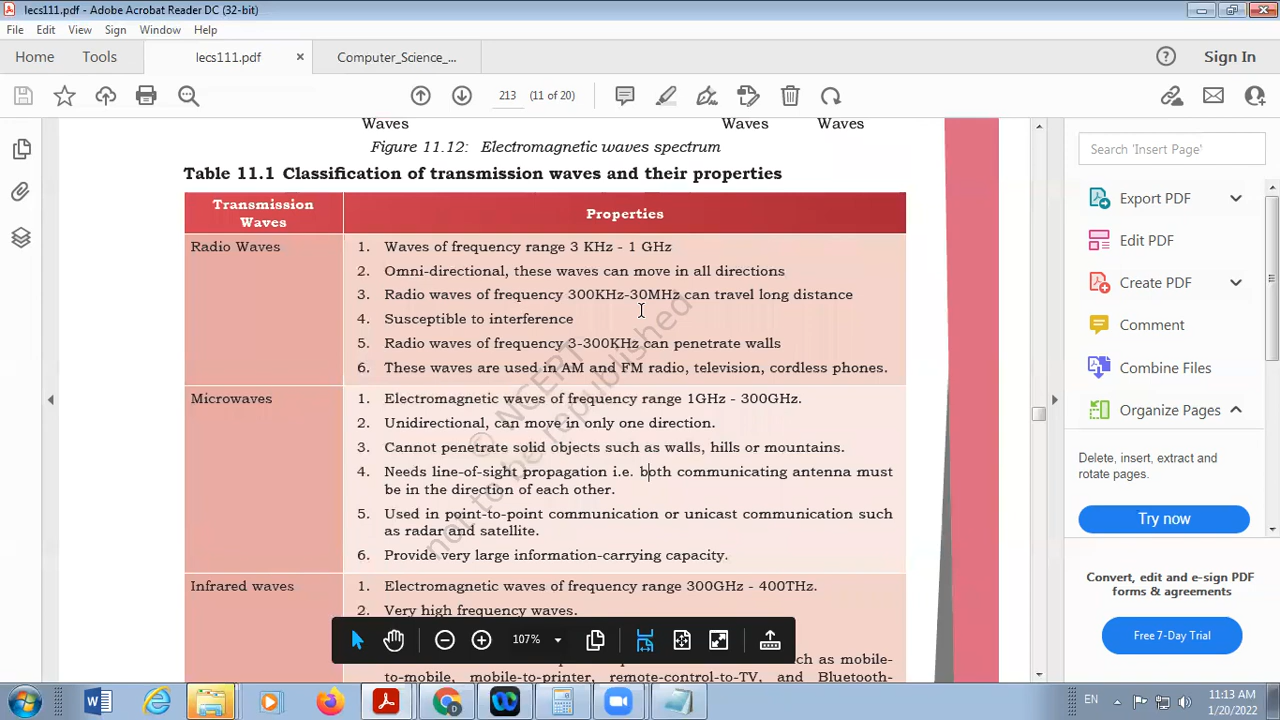 lecs111.pdf - Adobe Acrobat Reader DC (32-bit)
File Edit View Sign Window Help
Home Tools lecs111.pdf × Computer_Science_... Sign In
213 (11 of 20)
Waves Waves Waves
Figure 11.12: Electromagnetic waves spectrum
Table 11.1 Classification of transmission waves and their properties
Transmission Waves Properties
Radio Waves 1. Waves of frequency range 3 KHz - 1 GHz
2. Omni-directional, these waves can move in all directions
3. Radio waves of frequency 300KHz-30MHz can travel long distance
4. Susceptible to interference
5. Radio waves of frequency 3-300KHz can penetrate walls
6. These waves are used in AM and FM radio, television, cordless phones.
Microwaves 1. Electromagnetic waves of frequency range 1GHz - 300GHz.
2. Unidirectional, can move in only one direction.
3. Cannot penetrate solid objects such as walls, hills or mountains.
4. Needs line-of-sight propagation i.e. both communicating antenna must
be in the direction of each other.
5. Used in point-to-point communication or unicast communication such
as radar and satellite.
6. Provide very large information-carrying capacity.
Infrared waves 1. Electromagnetic waves of frequency range 300GHz - 400THz.
2. Very high frequency waves.
ch as mobile-
to-mobile, mobile-to-printer, remote-control-to-TV, and Bluetooth-
© NCERT
not to be republished
107%
Search 'Insert Page'
Export PDF
Edit PDF
Create PDF
Comment
Combine Files
Organize Pages
Delete, insert, extract and
rotate pages.
Try now
Convert, edit and e-sign PDF
forms & agreements
Free 7-Day Trial
EN 11:13 AM
1/20/2022